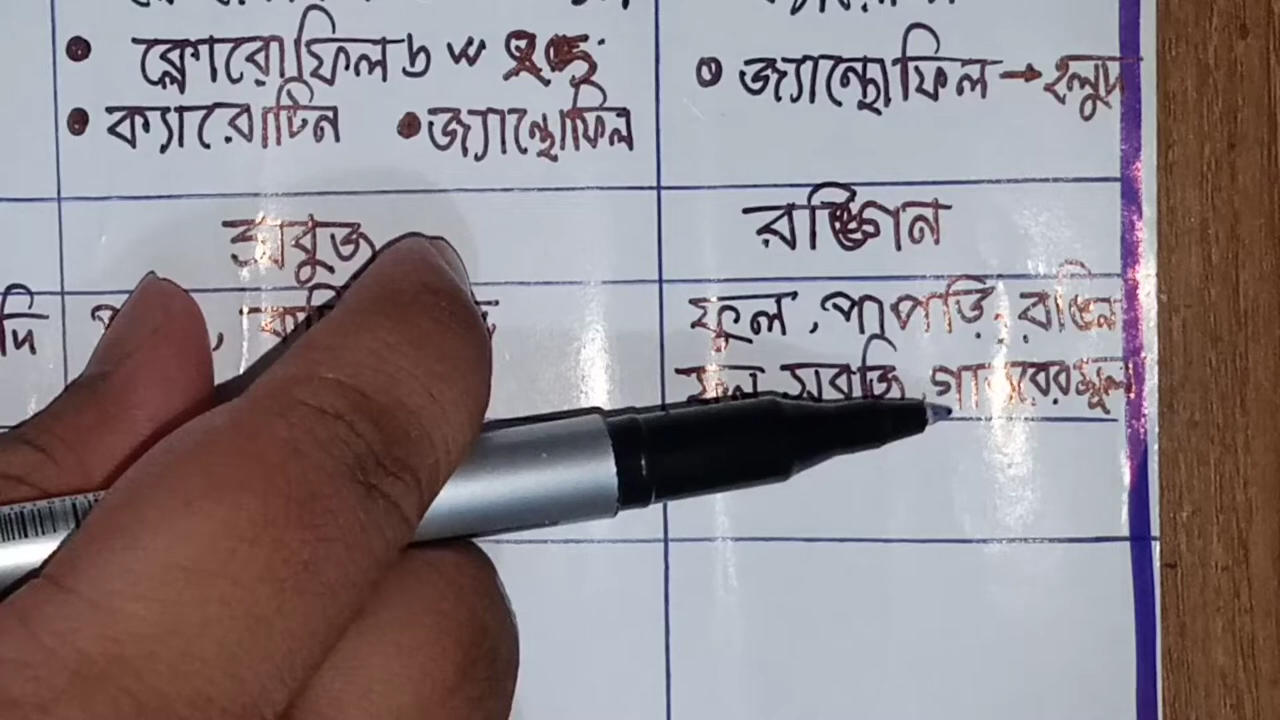 • ক্লোরোফিল b
• ক্যারোটিন • জ্যান্থোফিল
• জ্যান্থোফিল → হলুদ
সবুজ
রঙ্গিন
ফুল, পাপড়ি, রঙিন
ফল, সবজি, গাজরের মূল